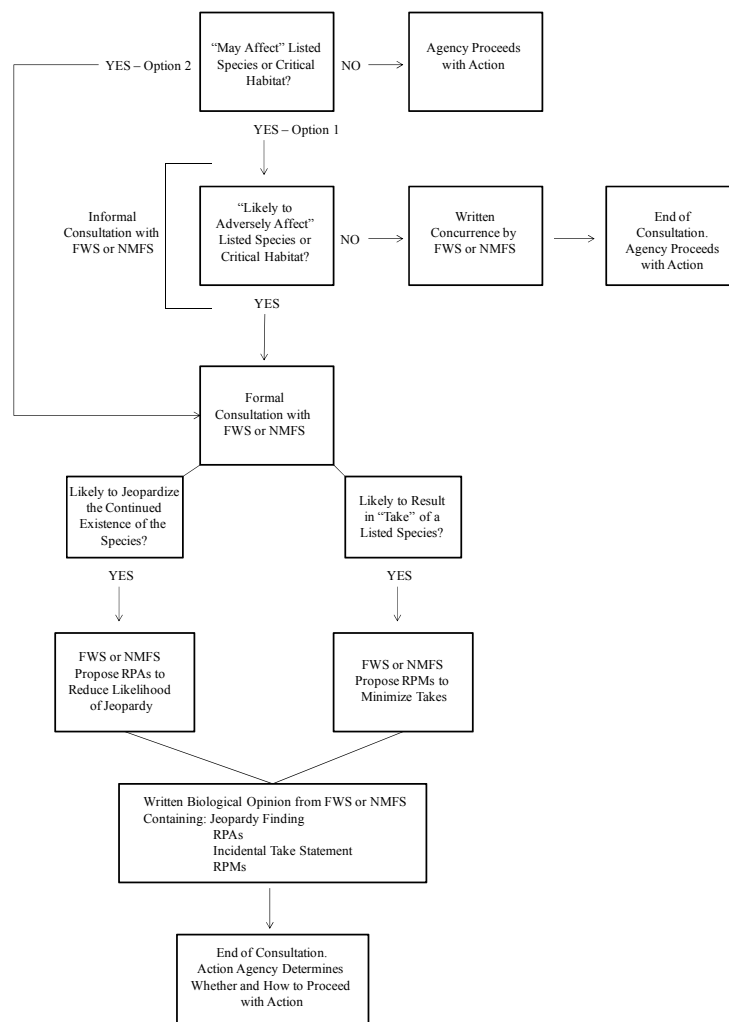 “May Affect” Listed
Species or Critical
Habitat?
NO
Agency Proceeds
with Action
YES – Option 2
YES – Option 1
Informal
Consultation with
FWS or NMFS
“Likely to
Adversely Affect”
Listed Species or
Critical Habitat?
NO
Written
Concurrence by
FWS or NMFS
End of
Consultation.
Agency Proceeds
with Action
YES
Formal
Consultation with
FWS or NMFS
Likely to Jeopardize
the Continued
Existence of the
Species?
Likely to Result
in “Take” of a
Listed Species?
YES
YES
FWS or NMFS
Propose RPAs to
Reduce Likelihood
of Jeopardy
FWS or NMFS
Propose RPMs to
Minimize Takes
Written Biological Opinion from FWS or NMFS
Containing: Jeopardy Finding
RPAs
Incidental Take Statement
RPMs
End of Consultation.
Action Agency Determines
Whether and How to Proceed
with Action